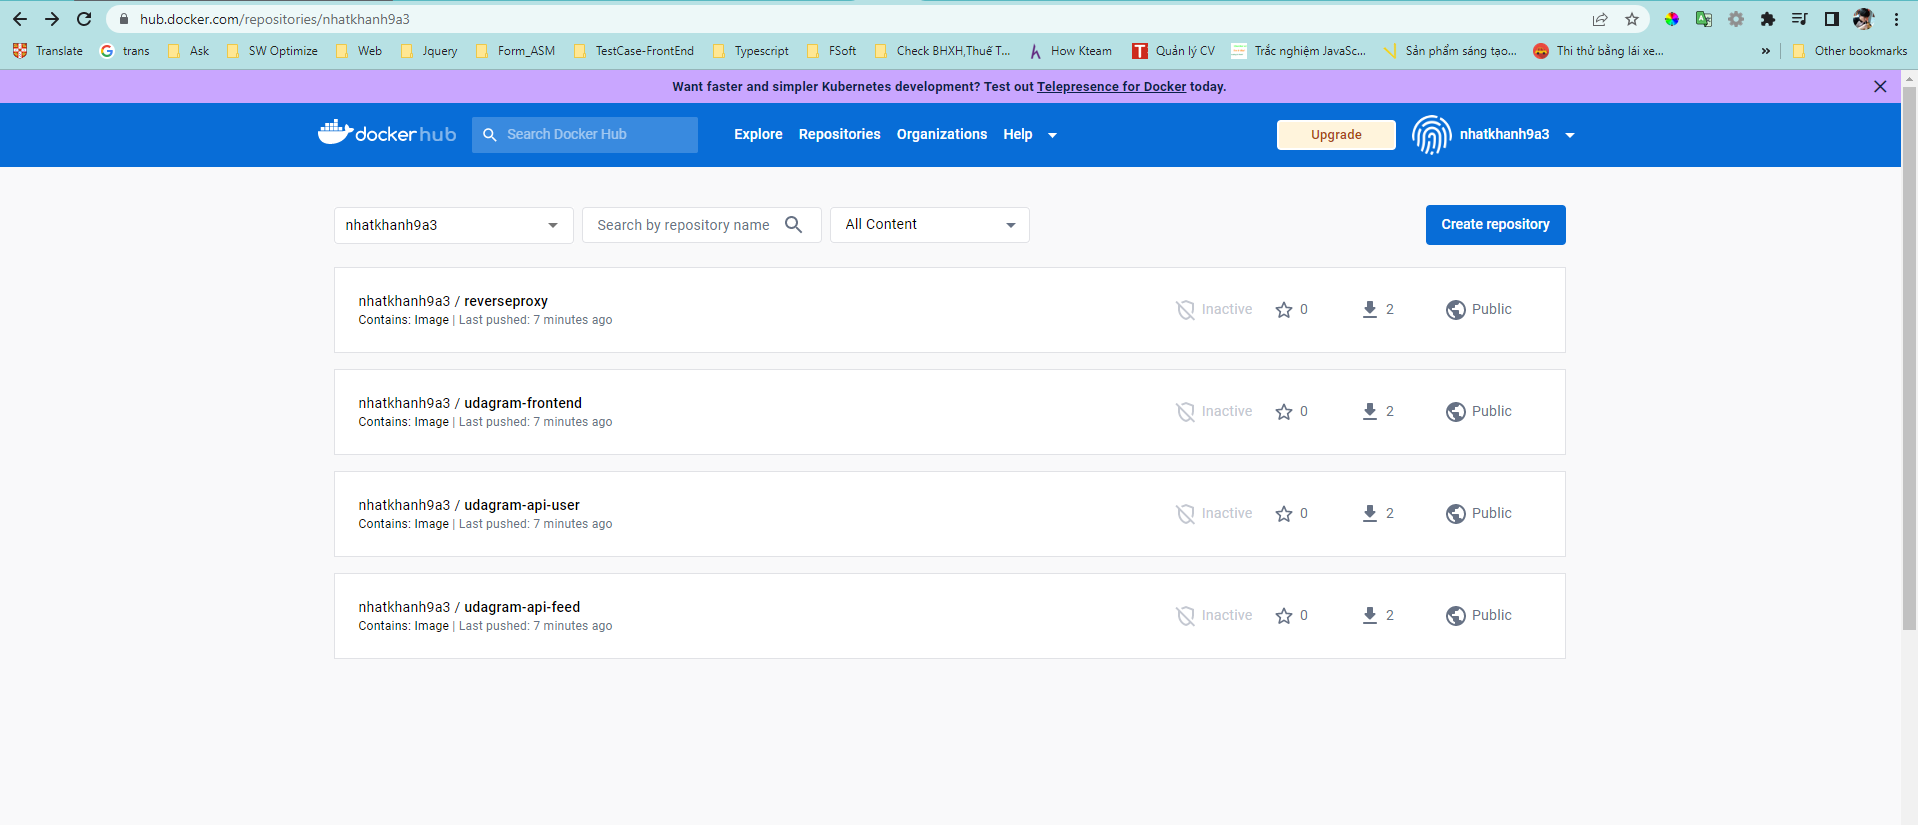 hub.docker.com/repositories/nhatkhanh9a3
Translate trans Ask SW Optimize Web Jquery Form_ASM TestCase-FrontEnd Typescript FSoft Check BHXH,Thuế T... How Kteam Quản lý CV Trắc nghiệm JavaSc... Sản phẩm sáng tạo... Thi thử bằng lái xe... » Other bookmarks
Want faster and simpler Kubernetes development? Test out Telepresence for Docker today.
dockerhub Search Docker Hub Explore Repositories Organizations Help Upgrade nhatkhanh9a3
nhatkhanh9a3 Search by repository name All Content Create repository
nhatkhanh9a3 / reverseproxy
Contains: Image | Last pushed: 7 minutes ago
Inactive 0 2 Public
nhatkhanh9a3 / udagram-frontend
Contains: Image | Last pushed: 7 minutes ago
Inactive 0 2 Public
nhatkhanh9a3 / udagram-api-user
Contains: Image | Last pushed: 7 minutes ago
Inactive 0 2 Public
nhatkhanh9a3 / udagram-api-feed
Contains: Image | Last pushed: 7 minutes ago
Inactive 0 2 Public